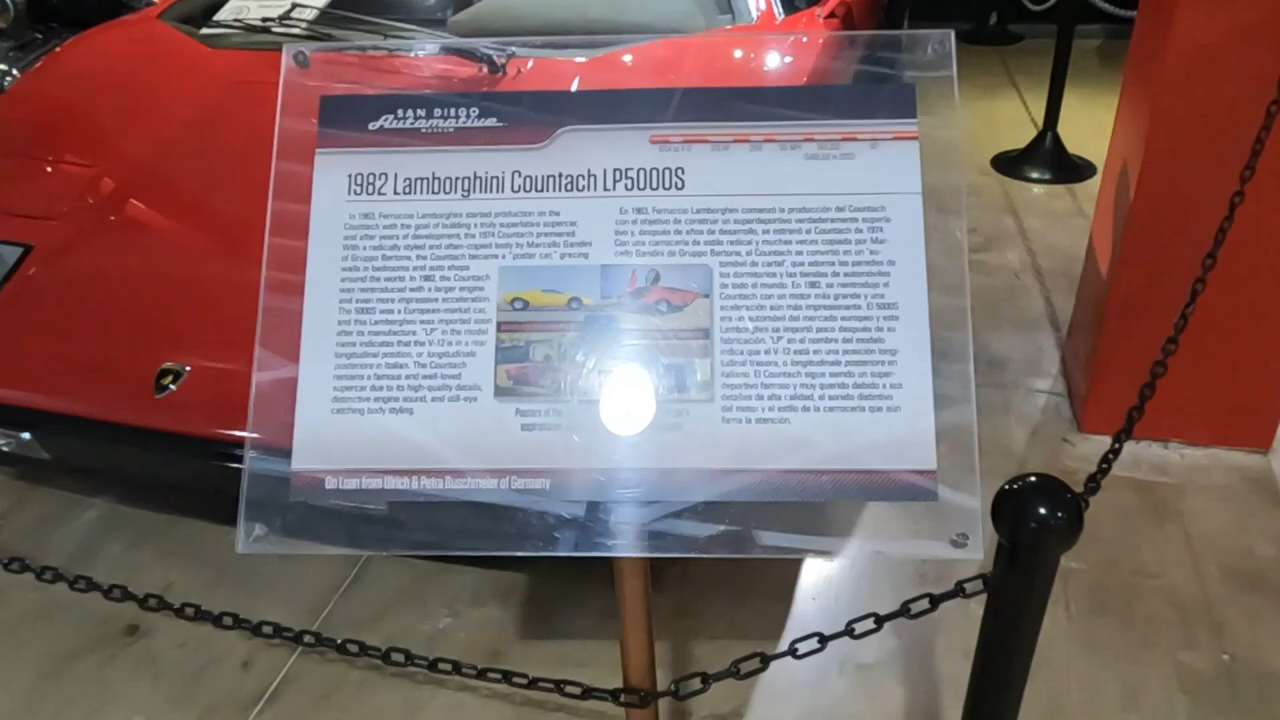 SAN DIEGO
Automotive
MUSEUM
1982 Lamborghini Countach LP5000S
In 1963, Ferruccio Lamborghini started production on the
Countach with the goal of building a truly superlative supercar,
and after years of development, the 1974 Countach premiered.
With a radically styled and often-copied body by Marcello Gandini
of Gruppo Bertone, the Countach became a "poster car," gracing
walls in bedrooms and auto shops
around the world. In 1982, the Countach
was reintroduced with a larger engine
and even more impressive acceleration.
The 5000S was a European-market car,
and this Lamborghini was imported soon
after its manufacture. "LP" in the model
name indicates that the V-12 is in a rear
longitudinal position, or longitudinale
posteriore in Italian. The Countach
remains a famous and well-loved
supercar due to its high-quality details,
distinctive engine sound, and still-eye
catching body styling.
En 1963, Ferruccio Lamborghini comenzó la producción del Countach
con el objetivo de construir un superdeportivo verdaderamente superla-
tivo y, después de años de desarrollo, se estrenó el Countach de 1974.
Con una carrocería de estilo radical y muchas veces copiada por Mar-
cello Gandini de Gruppo Bertone, el Countach se convirtió en un "au-
tomóvil de cartel", que adorna las paredes de
los dormitorios y las tiendas de automóviles
de todo el mundo. En 1982, se reintrodujo el
Countach con un motor más grande y una
aceleración aún más impresionante. El 5000S
era un automóvil del mercado europeo y este
Lamborghini se importó poco después de su
fabricación. "LP" en el nombre del modelo
indica que el V-12 está en una posición longi-
tudinal trasera, o longitudinale posteriore en
italiano. El Countach sigue siendo un super-
deportivo famoso y muy querido debido a sus
detalles de alta calidad, el sonido distintivo
del motor y el estilo de la carrocería que aún
llama la atención.
Posters of the
On Loan from Ulrich & Petra Buschmeier of Germany